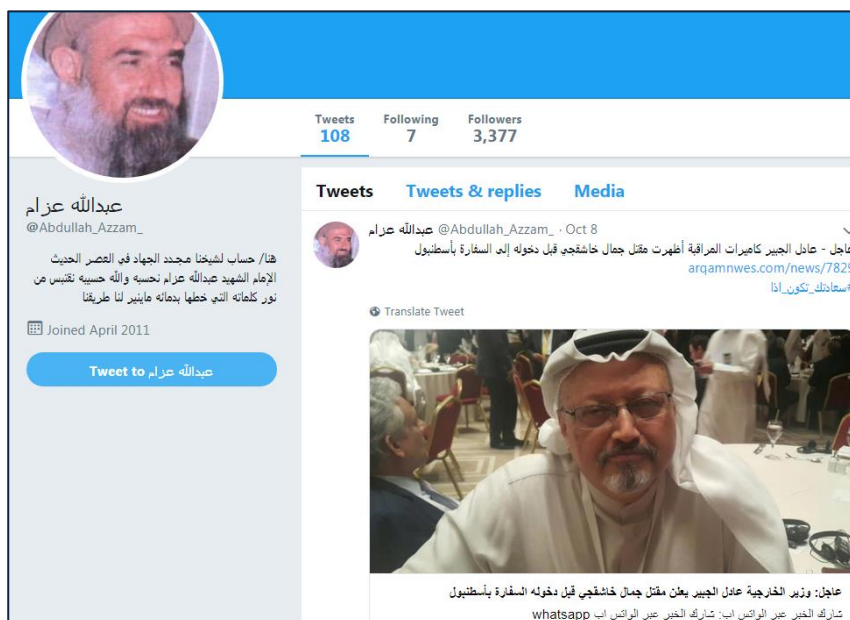 Tweets Following Followers
108 7 3,377
عبدالله عزام
@Abdullah_Azzam_
هنا/ حساب لشيخنا مجدد الجهاد في العصر الحديث
الإمام الشهيد عبدالله عزام نحسبه والله حسيبه نقتبس من
نور كلماته التي خطها بدمائه ماينير لنا طريقنا
Joined April 2011
Tweet to عبدالله عزام
Tweets Tweets & replies Media
عبدالله عزام @Abdullah_Azzam_ · Oct 8
عاجل - عادل الجبير كاميرات المراقبة أظهرت مقتل جمال خاشقجي قبل دخوله إلى السفارة بأسطنبول
arqamnwes.com/news/7829
#سعادتك_تكون_اذا
Translate Tweet
عاجل: وزير الخارجية عادل الجبير يعلن مقتل جمال خاشقجي قبل دخوله السفارة بأسطنبول
شارك الخبر عبر الواتس اب: شارك الخبر عبر الواتس اب whatsapp